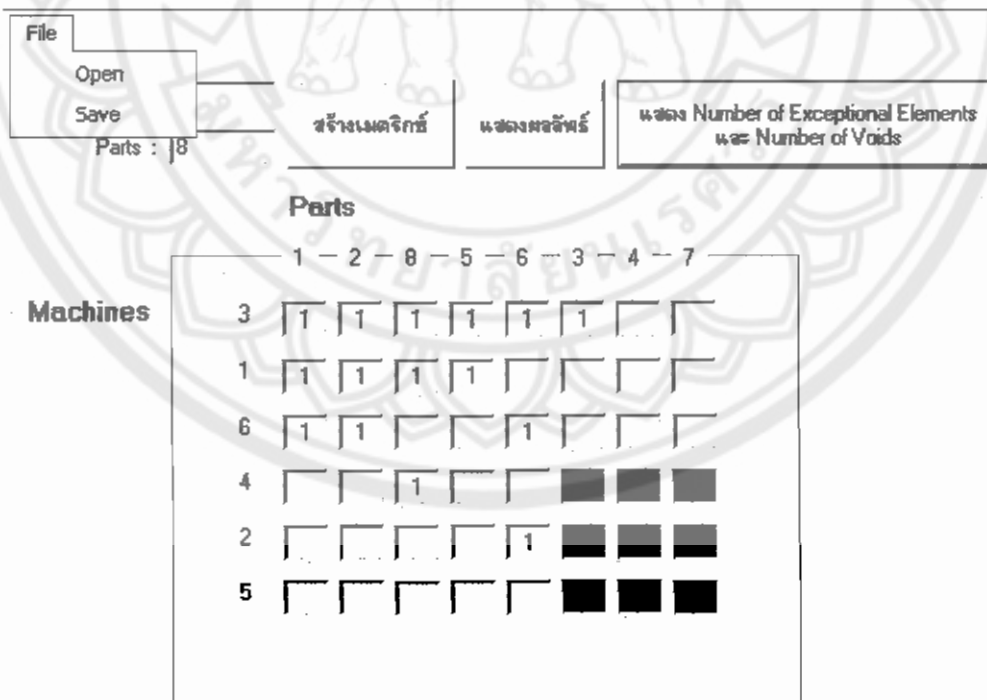 File
Open
Save
Parts : 8
สร้างเมตริกซ์
แสดงผลลัพธ์
แสดง Number of Exceptional Elements
และ Number of Voids
Parts
1 - 2 - 8 - 5 - 6 - 3 - 4 - 7
Machines
3 1 1 1 1 1 1
1 1 1 1 1
6 1 1 1
4 1
2 1
5